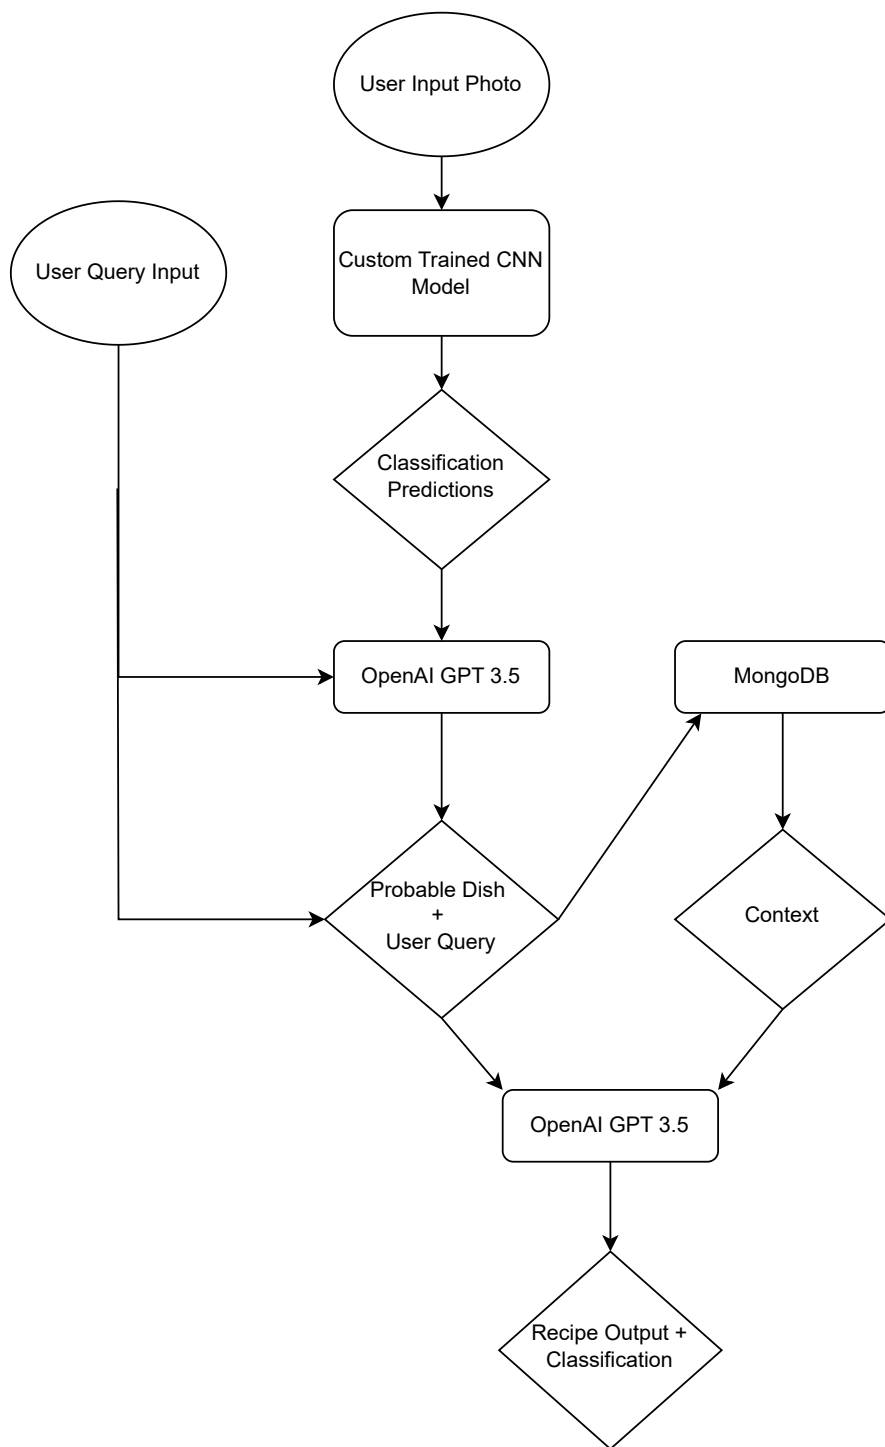 User Input Photo
User Query Input
Custom Trained CNN
Model
Classification
Predictions
OpenAI GPT 3.5
MongoDB
Probable Dish
+
User Query
Context
OpenAI GPT 3.5
Recipe Output +
Classification